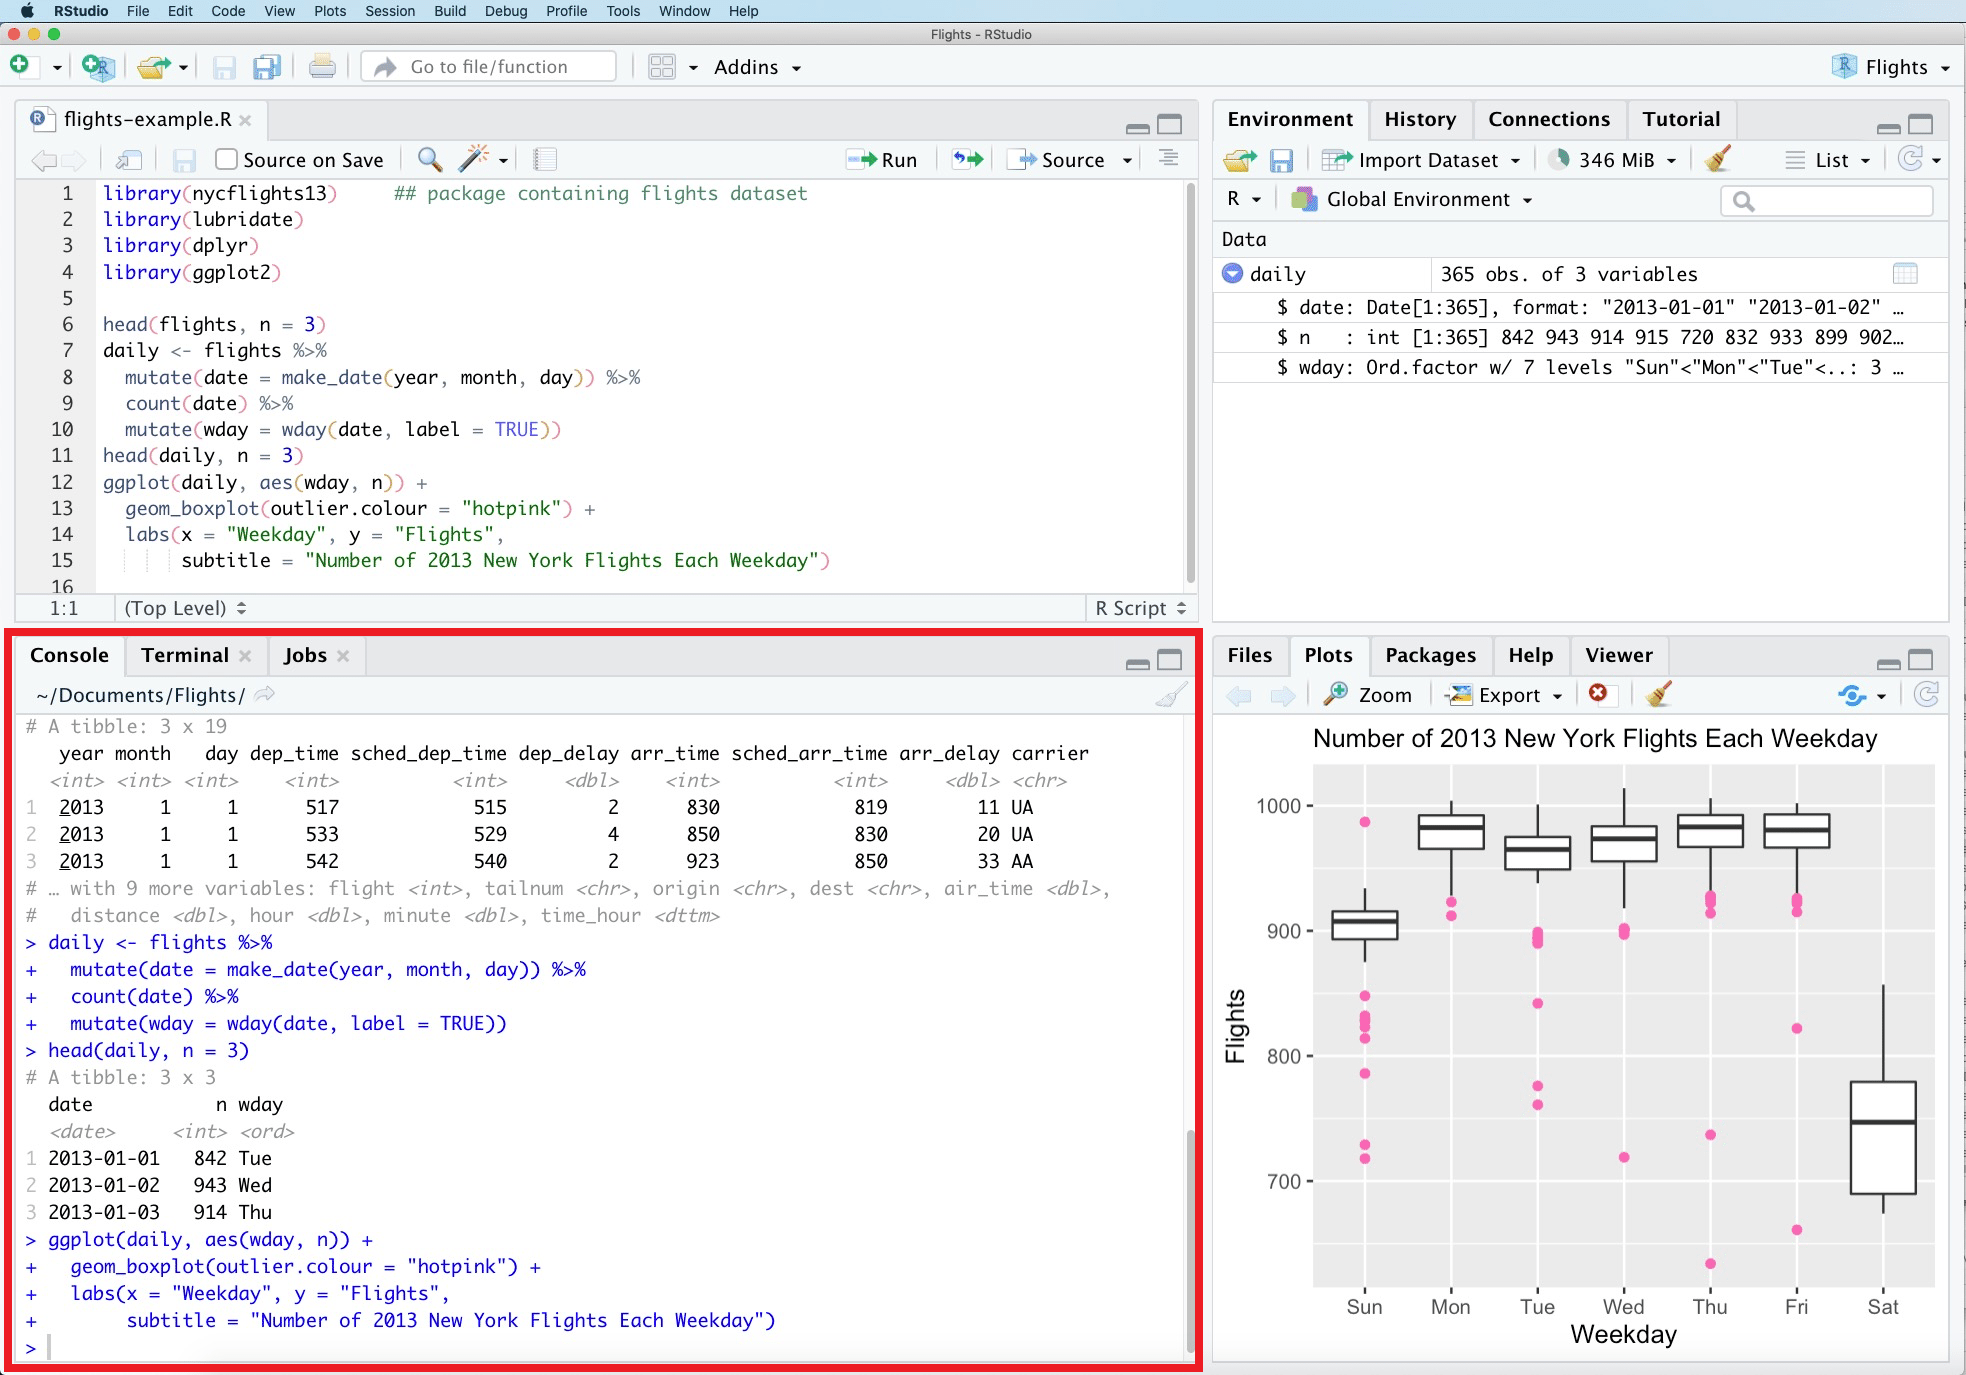 RStudio File Edit Code View Plots Session Build Debug Profile Tools Window Help
Flights - RStudio
Go to file/function Addins Flights
flights-example.R
Source on Save Run Source
1 library(nycflights13)     ## package containing flights dataset
2 library(lubridate)
3 library(dplyr)
4 library(ggplot2)
5
6 head(flights, n = 3)
7 daily <- flights %>%
8   mutate(date = make_date(year, month, day)) %>%
9   count(date) %>%
10   mutate(wday = wday(date, label = TRUE))
11 head(daily, n = 3)
12 ggplot(daily, aes(wday, n)) +
13   geom_boxplot(outlier.colour = "hotpink") +
14   labs(x = "Weekday", y = "Flights",
15        subtitle = "Number of 2013 New York Flights Each Weekday")
16
1:1 (Top Level) R Script
Environment History Connections Tutorial
Import Dataset 346 MiB List
R Global Environment
Data
daily 365 obs. of 3 variables
$ date: Date[1:365], format: "2013-01-01" "2013-01-02" …
$ n   : int [1:365] 842 943 914 915 720 832 933 899 902…
$ wday: Ord.factor w/ 7 levels "Sun"<"Mon"<"Tue"<..: 3 …
Console Terminal Jobs
~/Documents/Flights/
# A tibble: 3 x 19
   year month   day dep_time sched_dep_time dep_delay arr_time sched_arr_time arr_delay carrier
  <int> <int> <int>    <int>          <int>     <dbl>    <int>          <int>     <dbl> <chr>
1  2013     1     1      517            515         2      830            819        11 UA
2  2013     1     1      533            529         4      850            830        20 UA
3  2013     1     1      542            540         2      923            850        33 AA
# … with 9 more variables: flight <int>, tailnum <chr>, origin <chr>, dest <chr>, air_time <dbl>,
#   distance <dbl>, hour <dbl>, minute <dbl>, time_hour <dttm>
> daily <- flights %>%
+   mutate(date = make_date(year, month, day)) %>%
+   count(date) %>%
+   mutate(wday = wday(date, label = TRUE))
> head(daily, n = 3)
# A tibble: 3 x 3
  date           n wday
  <date>     <int> <ord>
1 2013-01-01   842 Tue
2 2013-01-02   943 Wed
3 2013-01-03   914 Thu
> ggplot(daily, aes(wday, n)) +
+   geom_boxplot(outlier.colour = "hotpink") +
+   labs(x = "Weekday", y = "Flights",
+        subtitle = "Number of 2013 New York Flights Each Weekday")
>
Files Plots Packages Help Viewer
Zoom Export
Number of 2013 New York Flights Each Weekday
1000
900
800
700
Flights
Sun Mon Tue Wed Thu Fri Sat
Weekday